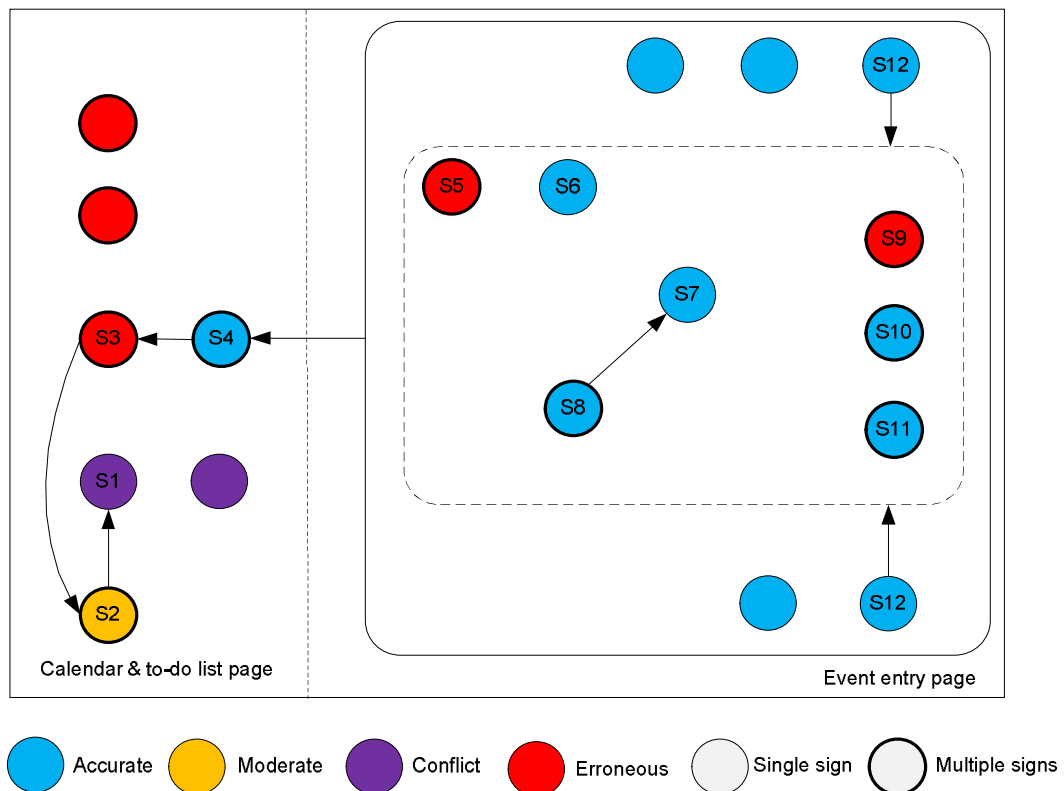 S12
S5
S6
S9
S7
S3
S4
S10
S8
S11
S1
S2
S12
Calendar & to-do list page
Event entry page
Accurate
Moderate
Conflict
Erroneous
Single sign
Multiple signs